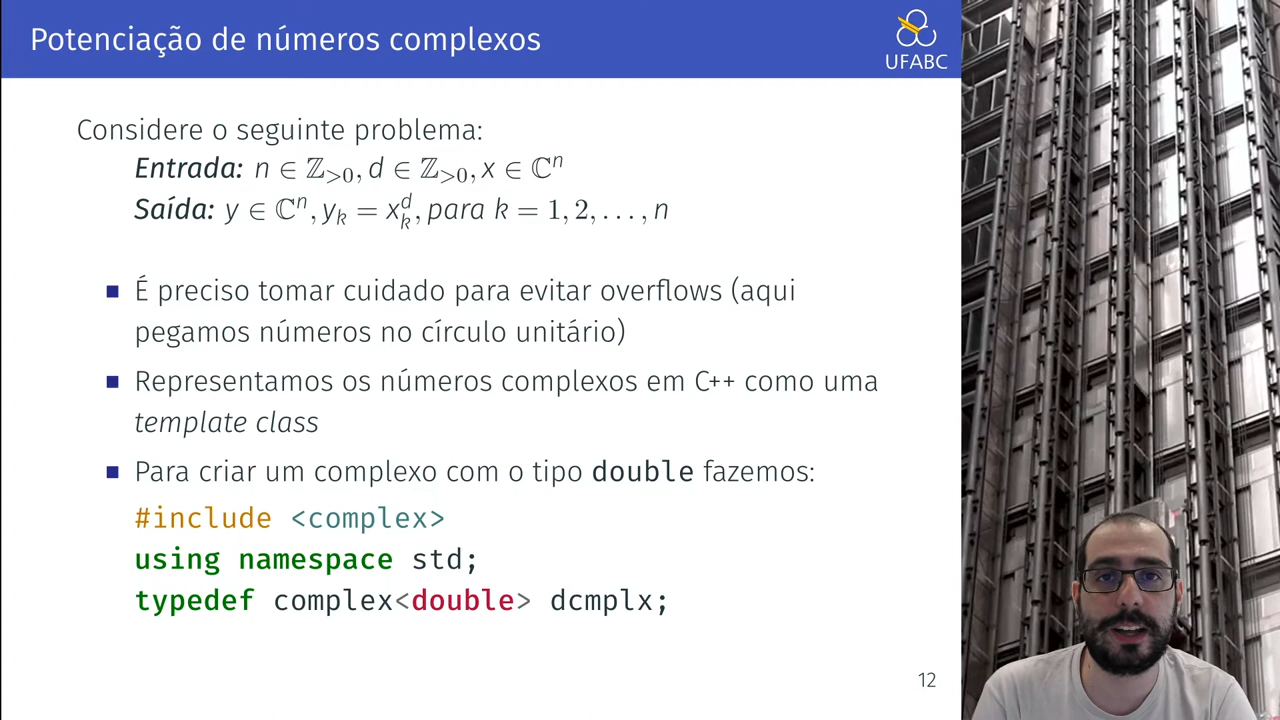 Potenciação de números complexos
UFABC
Considere o seguinte problema:
Entrada: n ∈ ℤ>0, d ∈ ℤ>0, x ∈ ℂⁿ
Saída: y ∈ ℂⁿ, yₖ = xₖᵈ, para k = 1, 2, . . . , n
■ É preciso tomar cuidado para evitar overflows (aqui
pegamos números no círculo unitário)
■ Representamos os números complexos em C++ como uma
template class
■ Para criar um complexo com o tipo double fazemos:
#include <complex>
using namespace std;
typedef complex<double> dcmplx;
12